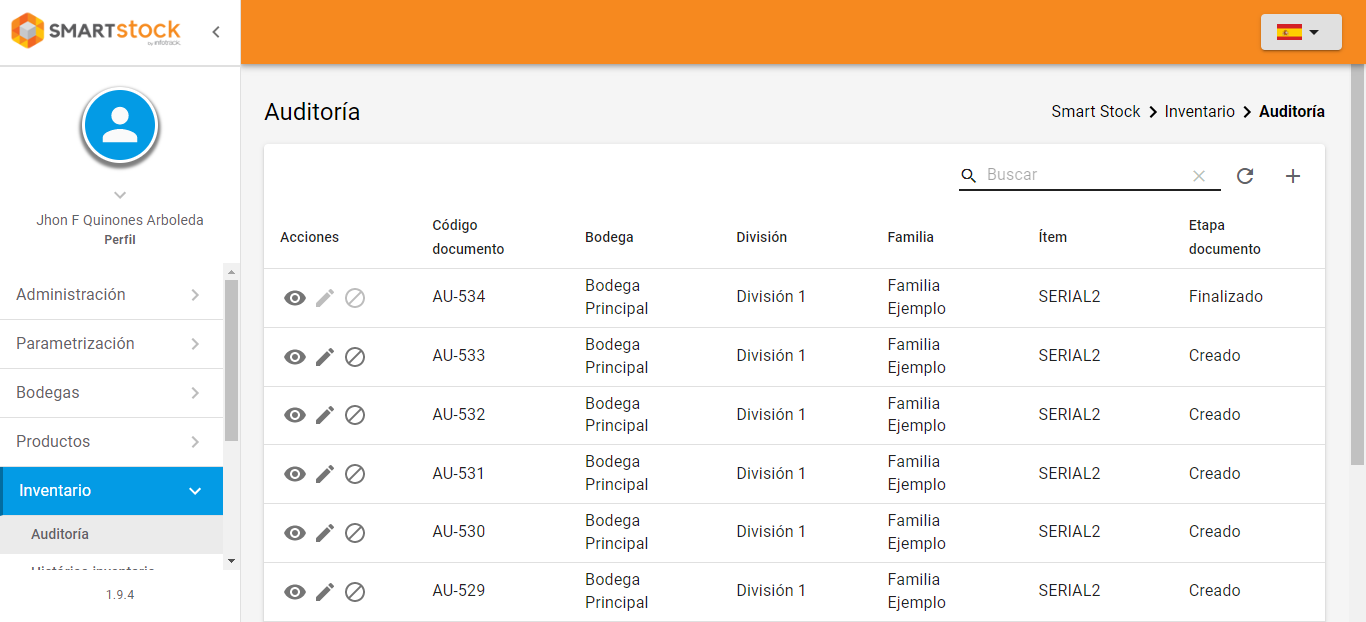 SMARTstock
by infotrack.
Jhon F Quinones Arboleda
Perfil
Administración
Parametrización
Bodegas
Productos
Inventario
Auditoría
Histórico inventario
1.9.4
Auditoría
Smart Stock > Inventario > Auditoría
Buscar
Acciones Código documento Bodega División Familia Ítem Etapa documento
AU-534 Bodega Principal División 1 Familia Ejemplo SERIAL2 Finalizado
AU-533 Bodega Principal División 1 Familia Ejemplo SERIAL2 Creado
AU-532 Bodega Principal División 1 Familia Ejemplo SERIAL2 Creado
AU-531 Bodega Principal División 1 Familia Ejemplo SERIAL2 Creado
AU-530 Bodega Principal División 1 Familia Ejemplo SERIAL2 Creado
AU-529 Bodega Principal División 1 Familia Ejemplo SERIAL2 Creado